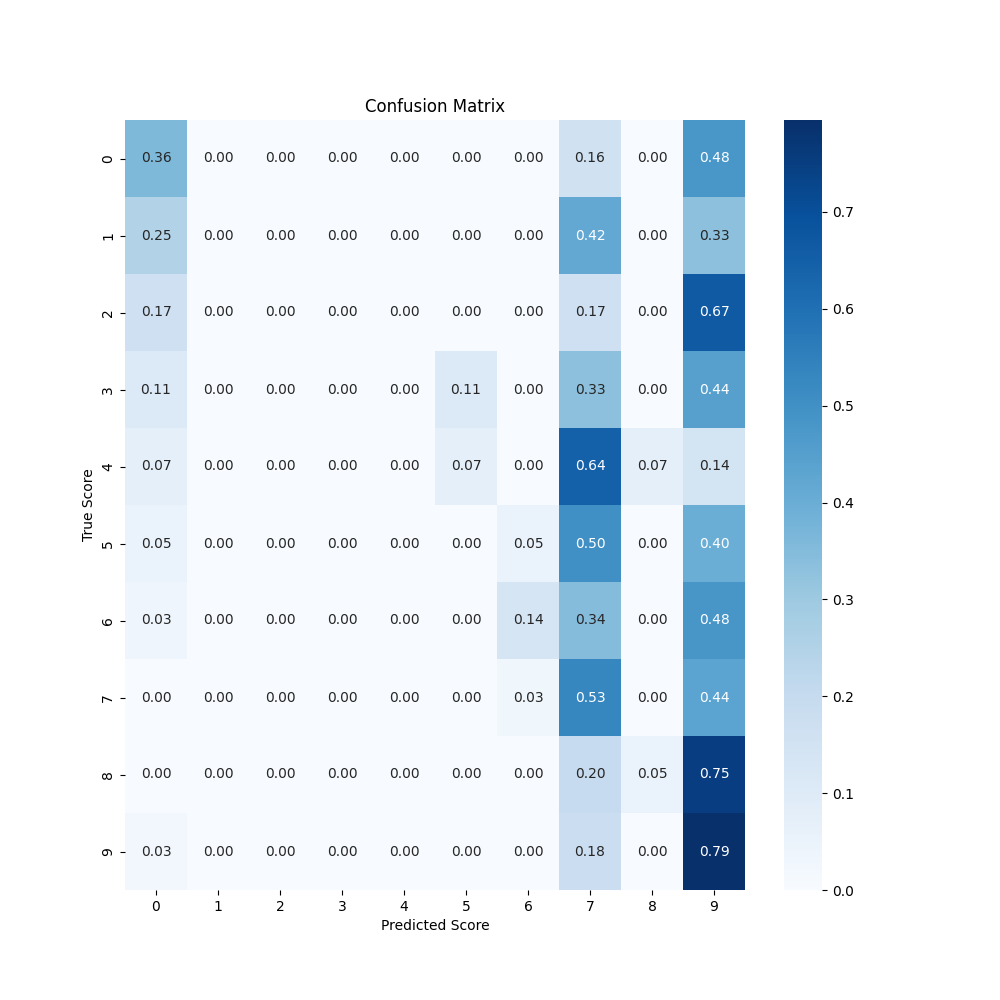 Confusion Matrix
0 0.36 0.00 0.00 0.00 0.00 0.00 0.00 0.16 0.00 0.48
1 0.25 0.00 0.00 0.00 0.00 0.00 0.00 0.42 0.00 0.33
2 0.17 0.00 0.00 0.00 0.00 0.00 0.00 0.17 0.00 0.67
3 0.11 0.00 0.00 0.00 0.00 0.11 0.00 0.33 0.00 0.44
4 0.07 0.00 0.00 0.00 0.00 0.07 0.00 0.64 0.07 0.14
5 0.05 0.00 0.00 0.00 0.00 0.00 0.05 0.50 0.00 0.40
6 0.03 0.00 0.00 0.00 0.00 0.00 0.14 0.34 0.00 0.48
7 0.00 0.00 0.00 0.00 0.00 0.00 0.03 0.53 0.00 0.44
8 0.00 0.00 0.00 0.00 0.00 0.00 0.00 0.20 0.05 0.75
9 0.03 0.00 0.00 0.00 0.00 0.00 0.00 0.18 0.00 0.79
0 1 2 3 4 5 6 7 8 9
Predicted Score
True Score
0.7
0.6
0.5
0.4
0.3
0.2
0.1
0.0